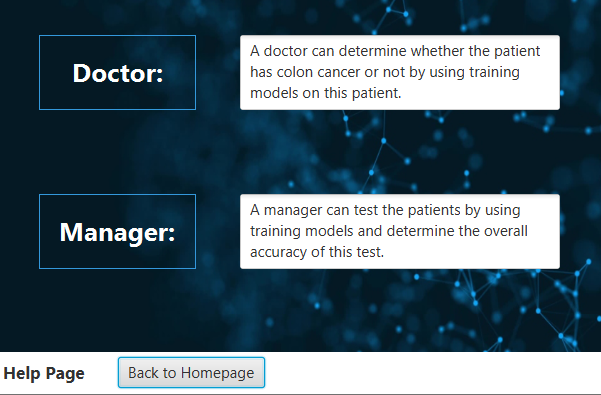 Doctor:
A doctor can determine whether the patient
has colon cancer or not by using training
models on this patient.
Manager:
A manager can test the patients by using
training models and determine the overall
accuracy of this test.
Help Page
Back to Homepage